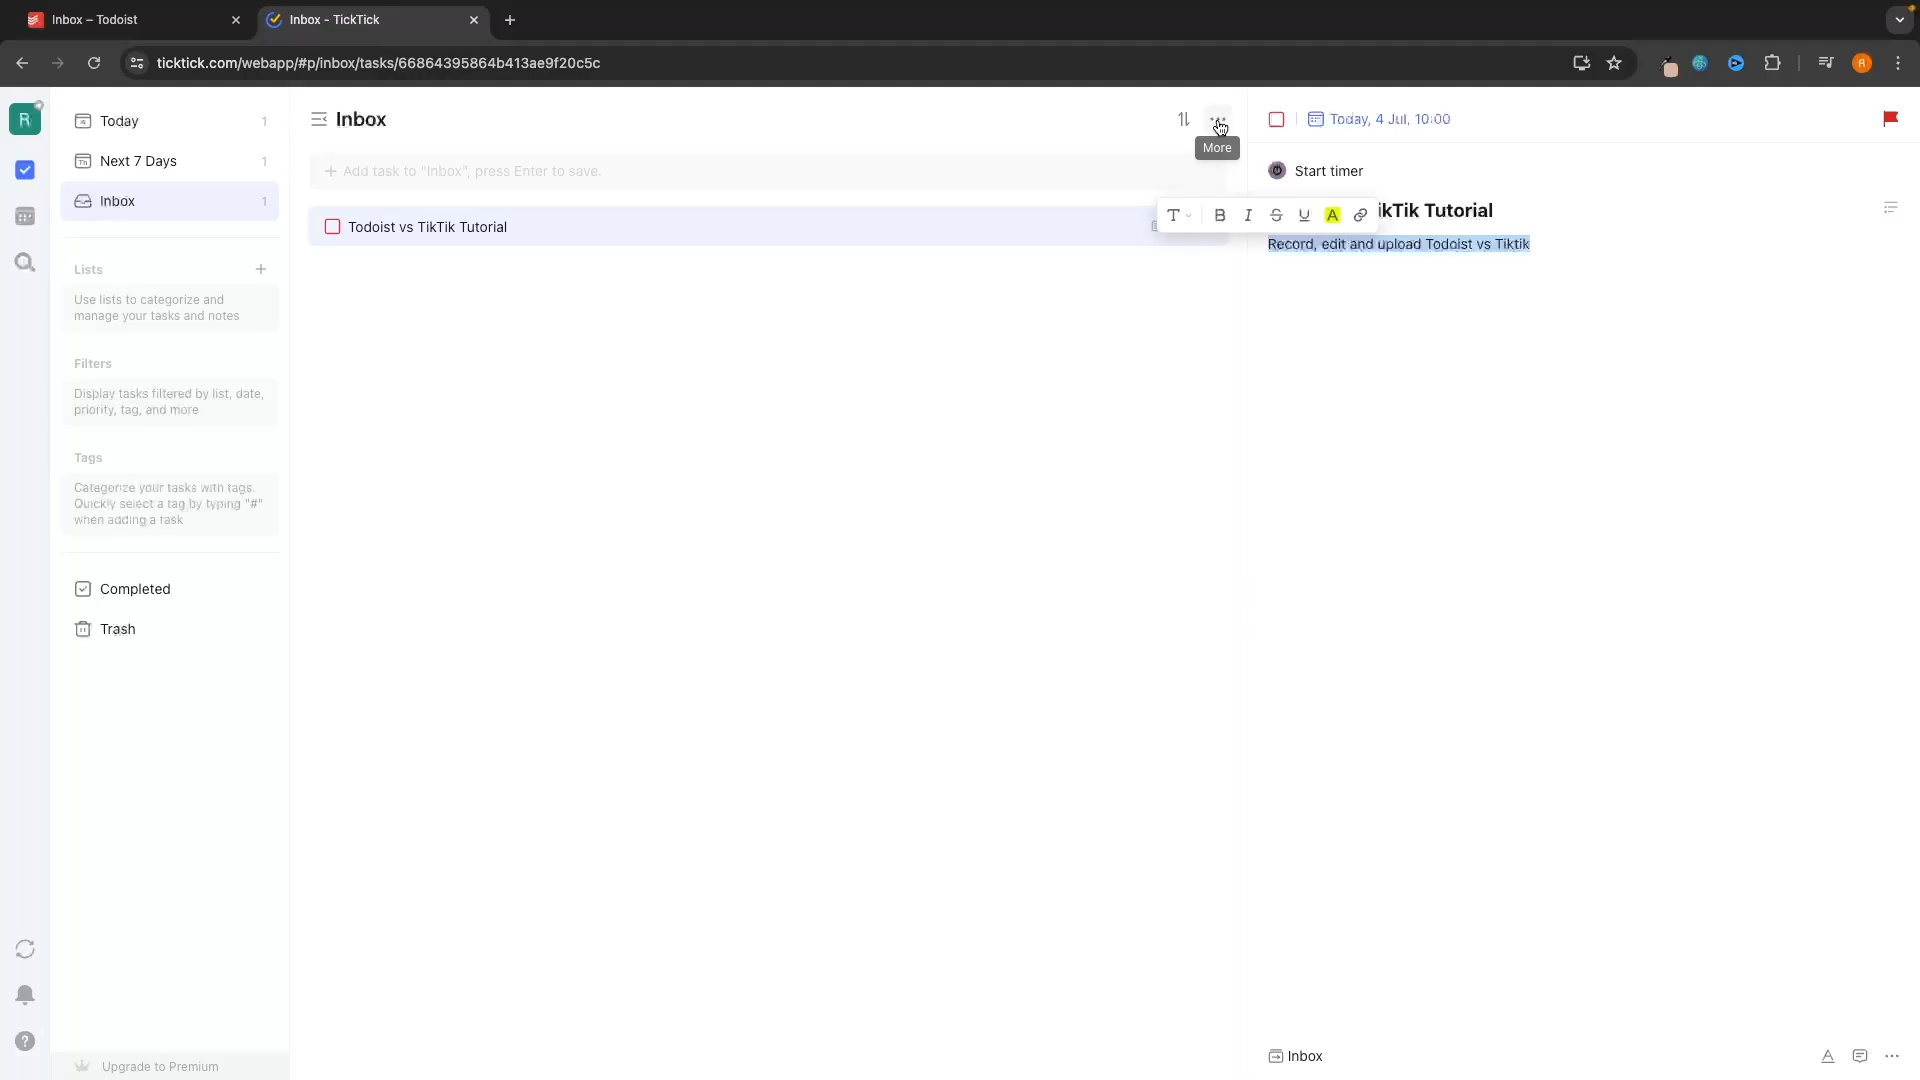 Inbox – Todoist
Inbox - TickTick
ticktick.com/webapp/#p/inbox/tasks/66864395864b413ae9f20c5c
R
R
Today 1
Next 7 Days 1
Inbox 1
Lists
Use lists to categorize and
manage your tasks and notes
Filters
Display tasks filtered by list, date,
priority, tag, and more
Tags
Categorize your tasks with tags.
Quickly select a tag by typing "#"
when adding a task
Completed
Trash
Upgrade to Premium
Inbox
More
Add task to "Inbox", press Enter to save.
Todoist vs TikTik Tutorial
Today, 4 Jul, 10:00
Start timer
T B I S U A
ikTik Tutorial
Record, edit and upload Todoist vs Tiktik
Inbox